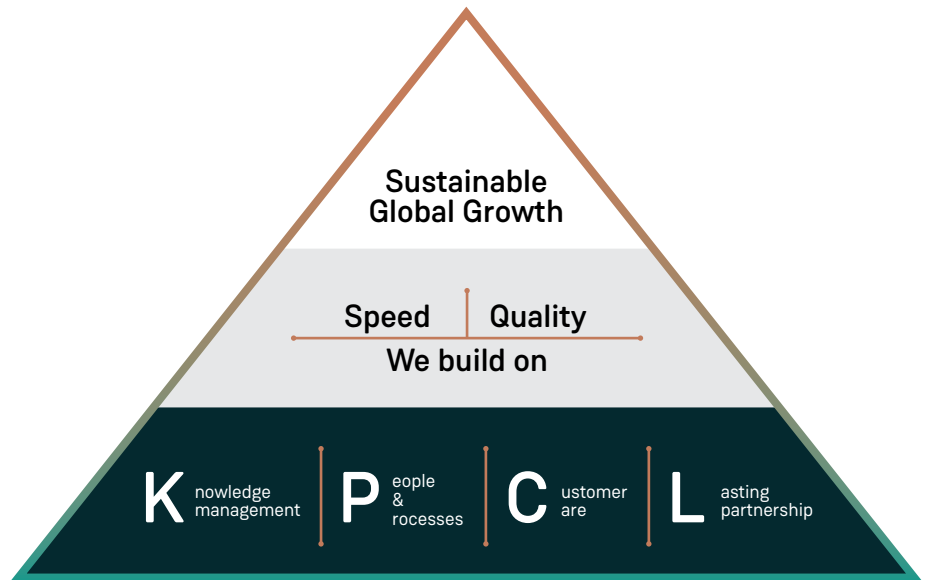 Sustainable
Global Growth
Speed Quality
We build on
K nowledge
management
P eople
&
rocesses
C ustomer
are
L asting
partnership